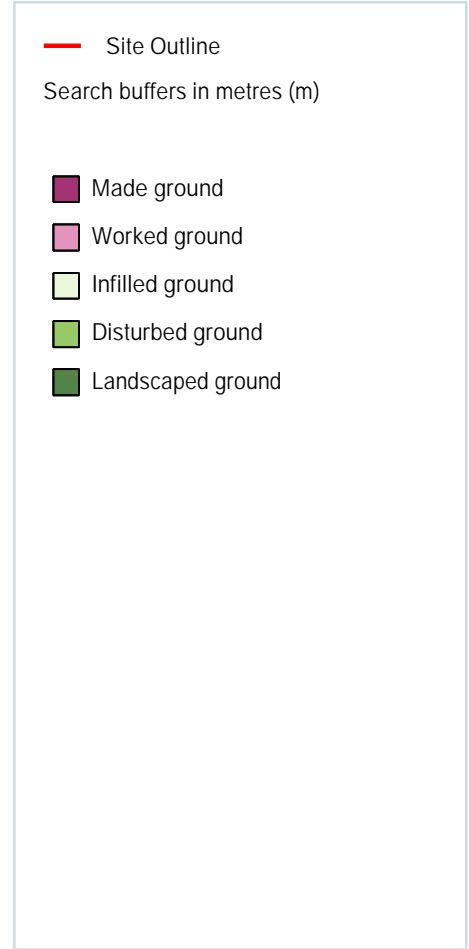 Site Outline
Search buffers in metres (m)
Made ground
Worked ground
Infilled ground
Disturbed ground
Landscaped ground